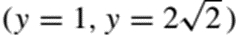 (y = 1, y = 2√2)